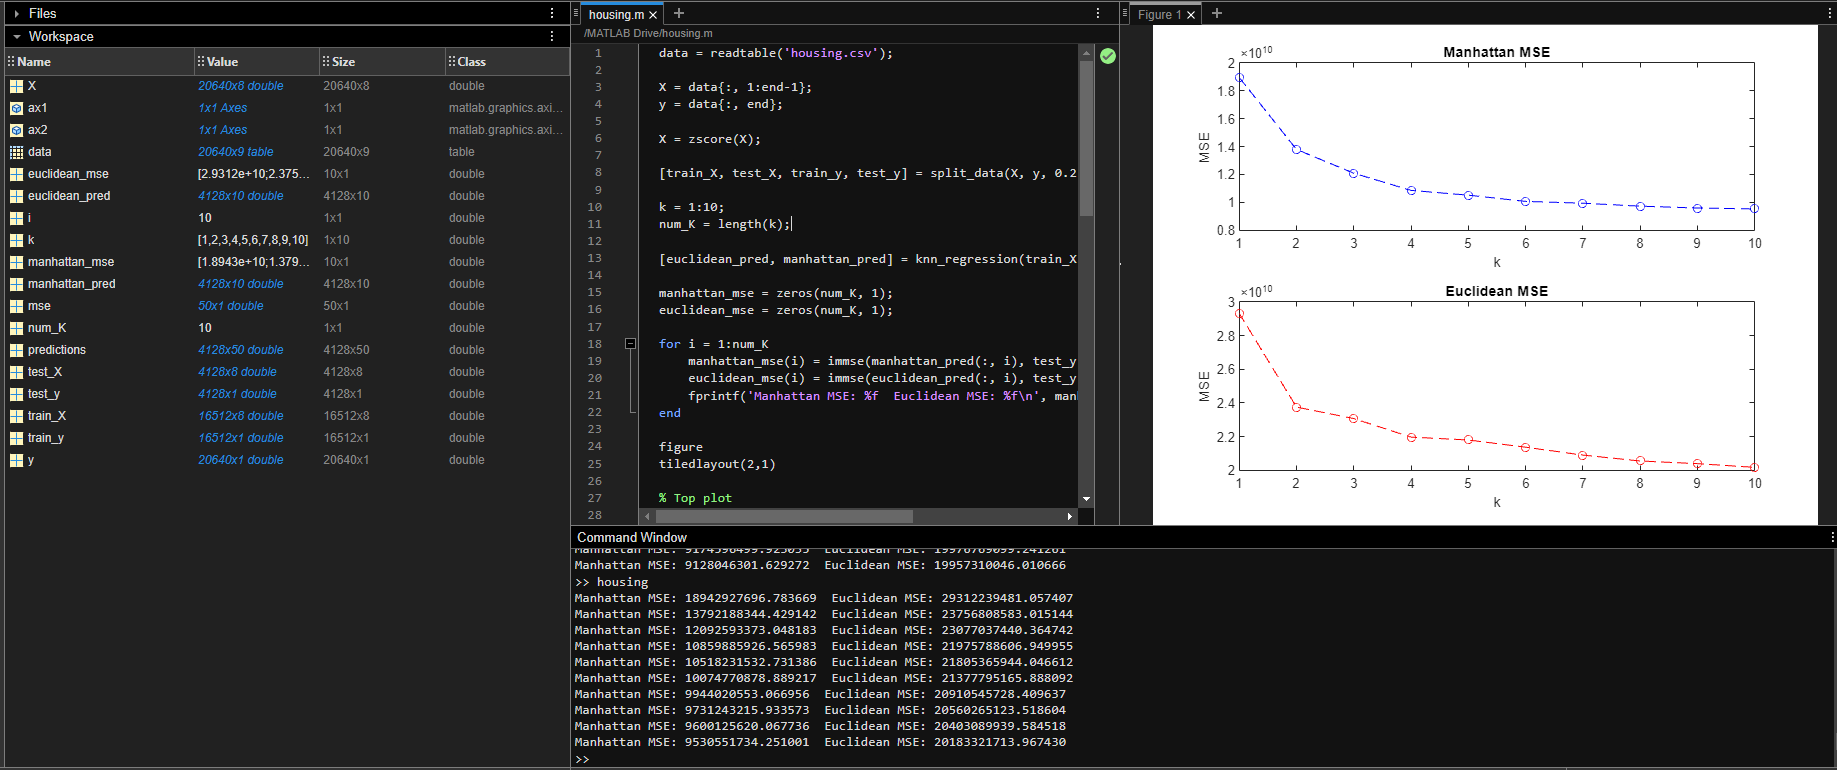 Files
Workspace
Name Value Size Class
X 20640x8 double 20640x8 double
ax1 1x1 Axes 1x1 matlab.graphics.axi...
ax2 1x1 Axes 1x1 matlab.graphics.axi...
data 20640x9 table 20640x9 table
euclidean_mse [2.9312e+10;2.375... 10x1 double
euclidean_pred 4128x10 double 4128x10 double
i 10 1x1 double
k [1,2,3,4,5,6,7,8,9,10] 1x10 double
manhattan_mse [1.8943e+10;1.379... 10x1 double
manhattan_pred 4128x10 double 4128x10 double
mse 50x1 double 50x1 double
num_K 10 1x1 double
predictions 4128x50 double 4128x50 double
test_X 4128x8 double 4128x8 double
test_y 4128x1 double 4128x1 double
train_X 16512x8 double 16512x8 double
train_y 16512x1 double 16512x1 double
y 20640x1 double 20640x1 double
housing.m
/MATLAB Drive/housing.m
1 data = readtable('housing.csv');
2
3 X = data{:, 1:end-1};
4 y = data{:, end};
5
6 X = zscore(X);
7
8 [train_X, test_X, train_y, test_y] = split_data(X, y, 0.2
9
10 k = 1:10;
11 num_K = length(k);
12
13 [euclidean_pred, manhattan_pred] = knn_regression(train_X
14
15 manhattan_mse = zeros(num_K, 1);
16 euclidean_mse = zeros(num_K, 1);
17
18 for i = 1:num_K
19 manhattan_mse(i) = immse(manhattan_pred(:, i), test_y
20 euclidean_mse(i) = immse(euclidean_pred(:, i), test_y
21 fprintf('Manhattan MSE: %f  Euclidean MSE: %f\n', man
22 end
23
24 figure
25 tiledlayout(2,1)
26
27 % Top plot
28
Figure 1
Manhattan MSE
×10^10
2
1.8
1.6
1.4
1.2
1
0.8
MSE
1 2 3 4 5 6 7 8 9 10
k
Euclidean MSE
×10^10
3
2.8
2.6
2.4
2.2
2
MSE
1 2 3 4 5 6 7 8 9 10
k
Command Window
Manhattan MSE: 9128046301.629272  Euclidean MSE: 19957310046.010666
>> housing
Manhattan MSE: 18942927696.783669  Euclidean MSE: 29312239481.057407
Manhattan MSE: 13792188344.429142  Euclidean MSE: 23756808583.015144
Manhattan MSE: 12092593373.048183  Euclidean MSE: 23077037440.364742
Manhattan MSE: 10859885926.565983  Euclidean MSE: 21975788606.949955
Manhattan MSE: 10518231532.731386  Euclidean MSE: 21805365944.046612
Manhattan MSE: 10074770878.889217  Euclidean MSE: 21377795165.888092
Manhattan MSE: 9944020553.066956  Euclidean MSE: 20910545728.409637
Manhattan MSE: 9731243215.933573  Euclidean MSE: 20560265123.518604
Manhattan MSE: 9600125620.067736  Euclidean MSE: 20403089939.584518
Manhattan MSE: 9530551734.251001  Euclidean MSE: 20183321713.967430
>>